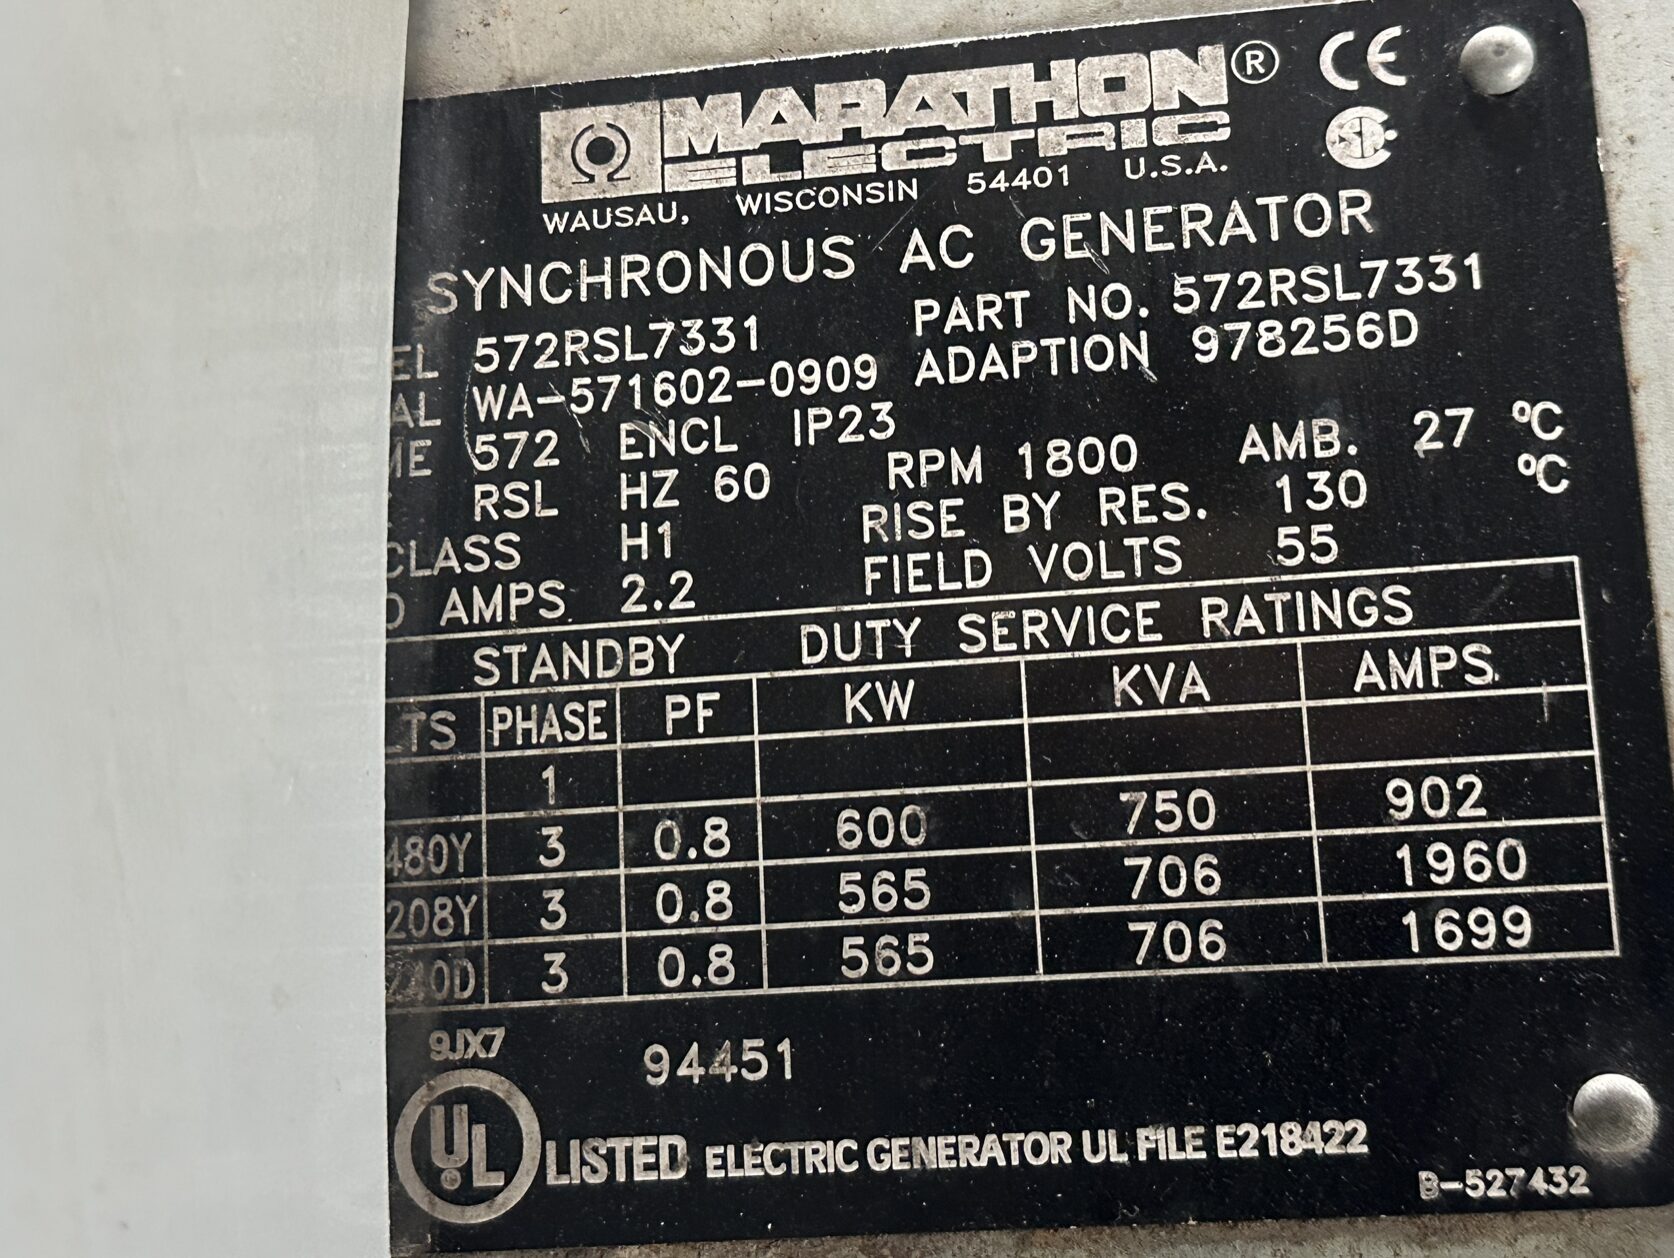 MARATHON® CE
ELECTRIC
WAUSAU, WISCONSIN 54401 U.S.A.
SYNCHRONOUS AC GENERATOR
EL 572RSL7331 PART NO. 572RSL7331
AL WA-571602-0909 ADAPTION 978256D
ME 572 ENCL IP23
RSL HZ 60 RPM 1800 AMB. 27 °C
CLASS H1 RISE BY RES. 130 °C
D AMPS 2.2 FIELD VOLTS 55
STANDBY DUTY SERVICE RATINGS
LTS PHASE PF KW KVA AMPS
1
480Y 3 0.8 600 750 902
208Y 3 0.8 565 706 1960
240D 3 0.8 565 706 1699
9JX7 94451
UL LISTED ELECTRIC GENERATOR UL FILE E218422
B-527432